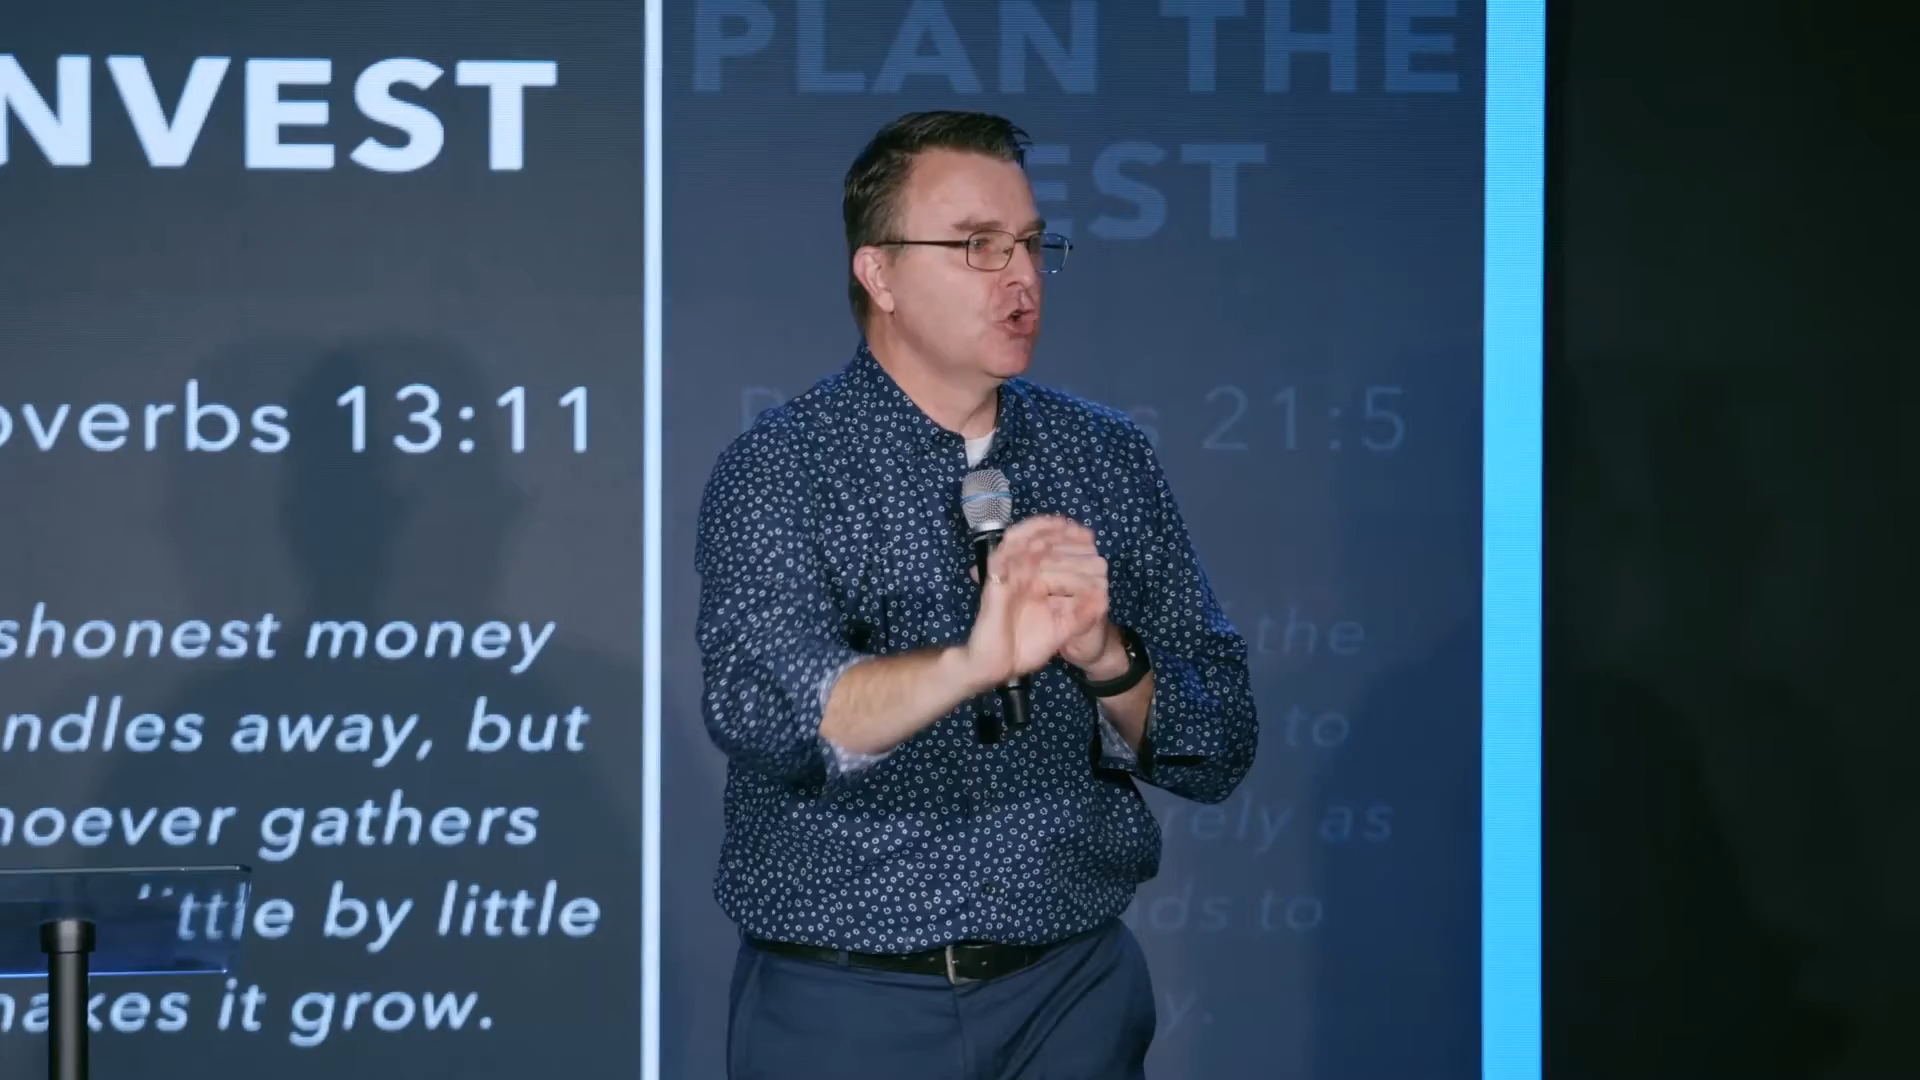 NVEST
overbs 13:11
shonest money
ndles away, but
hoever gathers
ttle by little
akes it grow.
PLAN THE
EST
s 21:5
the
to
rely as
ds to
y.